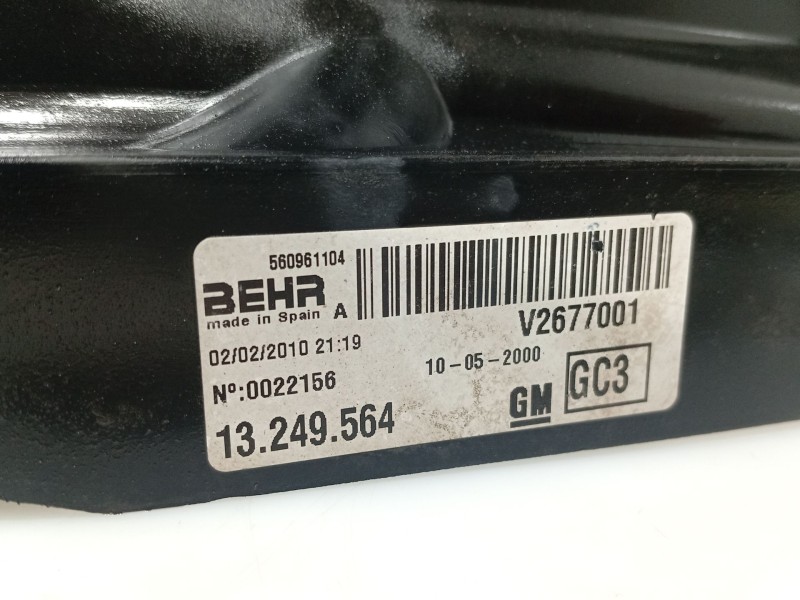 560961104
BEHR A
made in Spain
V2677001
02/02/2010 21:19
10-05-2000
GC3
Nº:0022156
GM
13.249.564